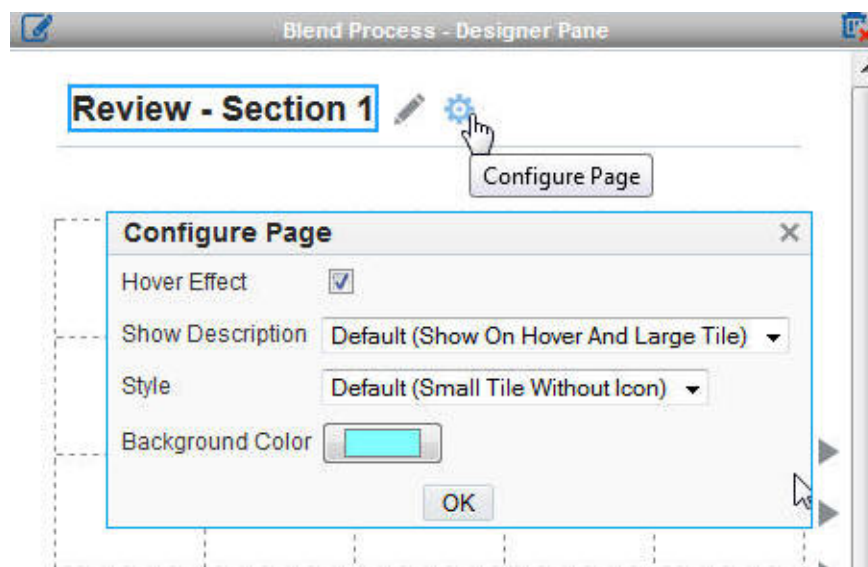 Blend Process - Designer Pane
Review - Section 1
Configure Page
Configure Page
Hover Effect
Show Description Default (Show On Hover And Large Tile)
Style Default (Small Tile Without Icon)
Background Color
OK